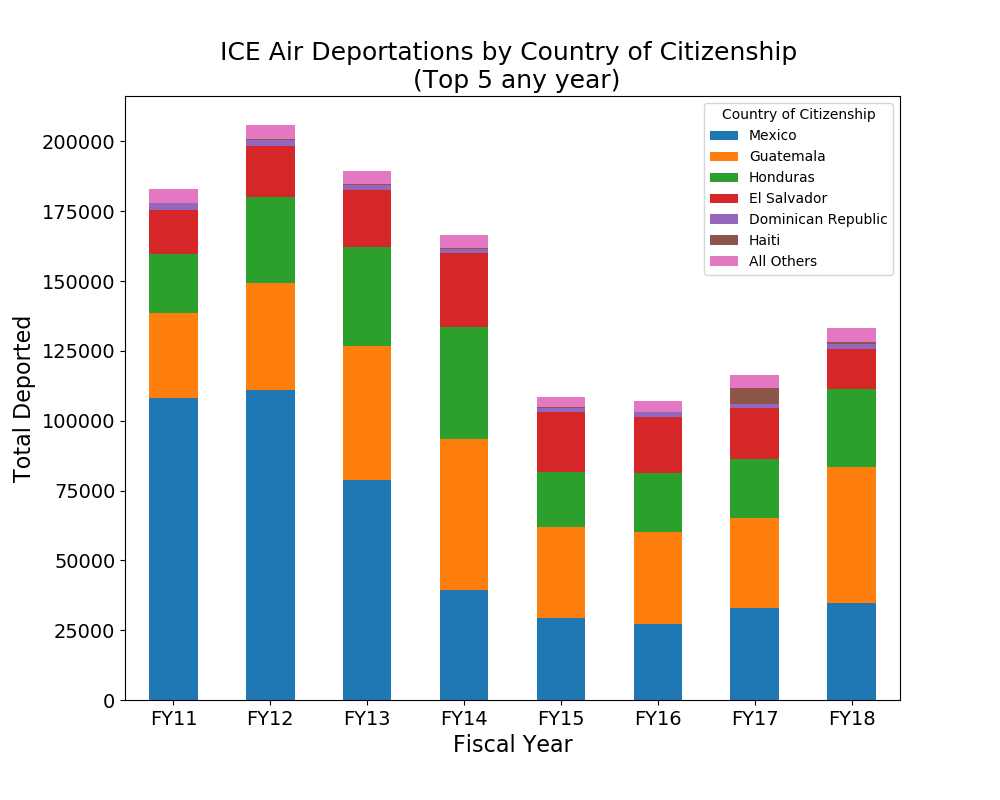 ICE Air Deportations by Country of Citizenship
(Top 5 any year)
Country of Citizenship
Mexico
Guatemala
Honduras
El Salvador
Dominican Republic
Haiti
All Others
Total Deported
200000
175000
150000
125000
100000
75000
50000
25000
0
FY11 FY12 FY13 FY14 FY15 FY16 FY17 FY18
Fiscal Year